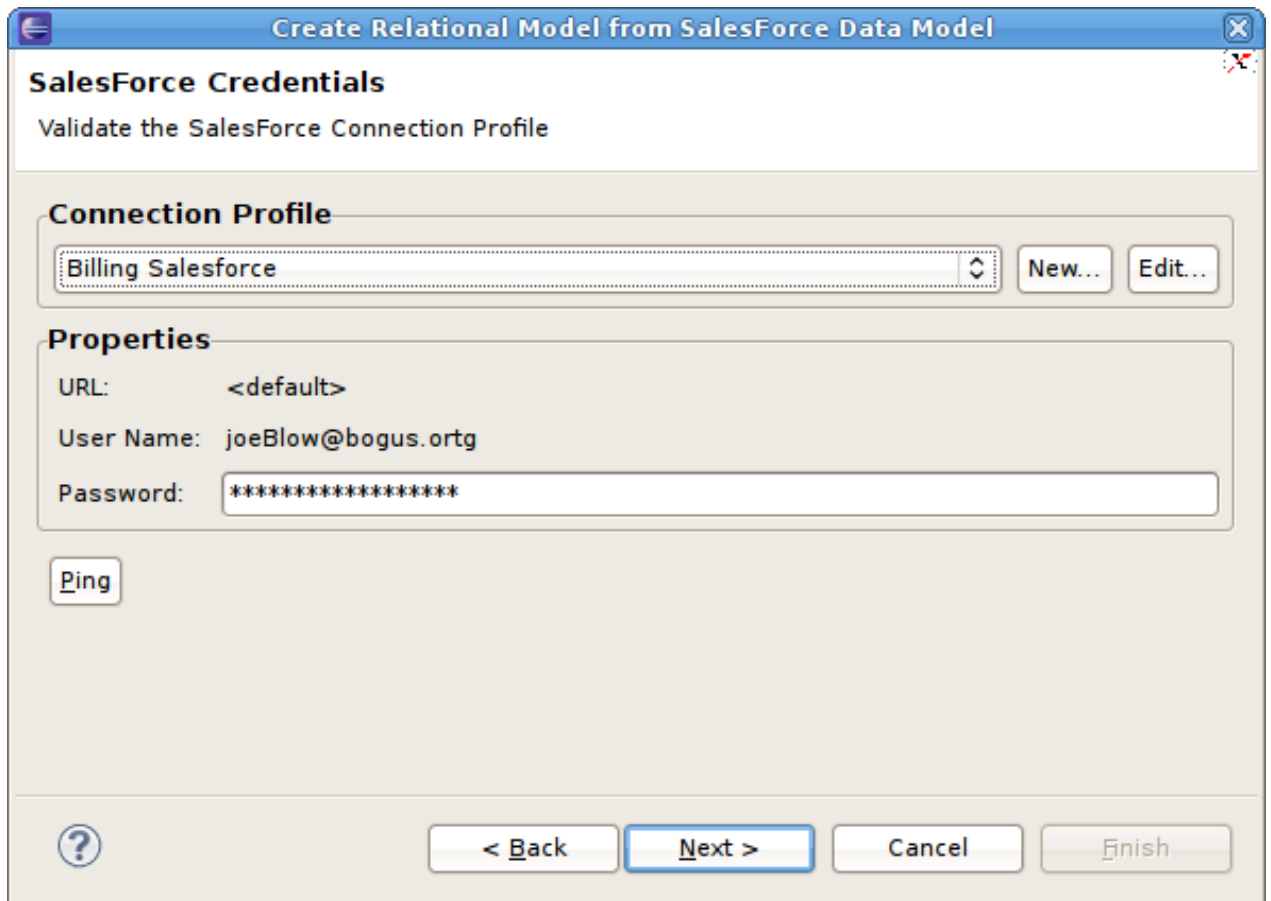 Create Relational Model from SalesForce Data Model
SalesForce Credentials
Validate the SalesForce Connection Profile
Connection Profile
Billing Salesforce New... Edit...
Properties
URL: <default>
User Name: joeBlow@bogus.ortg
Password: ******************
Ping
? < Back Next > Cancel Finish